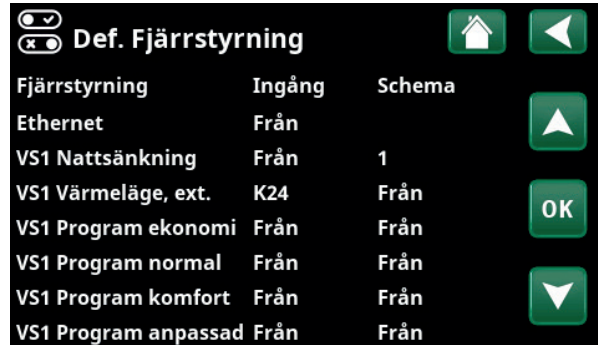 Def. Fjärrstyrning
Fjärrstyrning Ingång Schema
Ethernet Från
VS1 Nattsänkning Från 1
VS1 Värmeläge, ext. K24 Från
OK
VS1 Program ekonomi Från Från
VS1 Program normal Från Från
VS1 Program komfort Från Från
VS1 Program anpassad Från Från